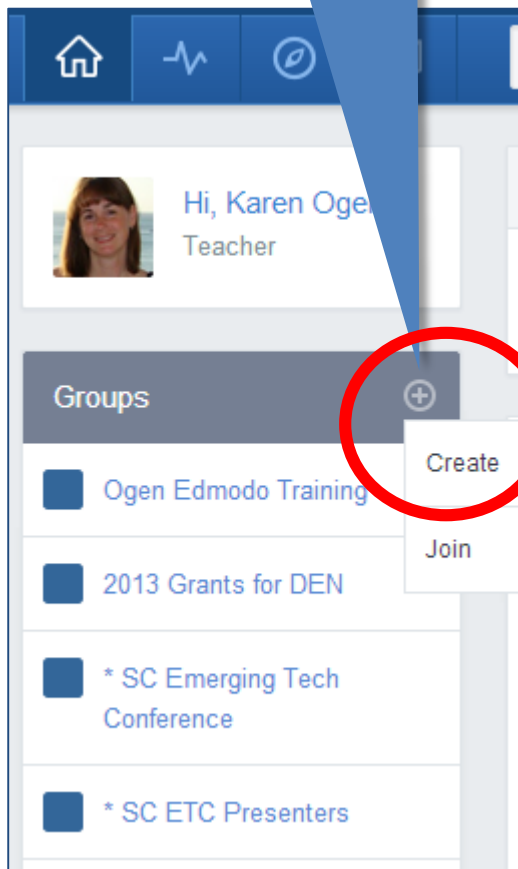 Hi, Karen Oge
Teacher
Groups
Create
Ogen Edmodo Training
Join
2013 Grants for DEN
* SC Emerging Tech
Conference
* SC ETC Presenters